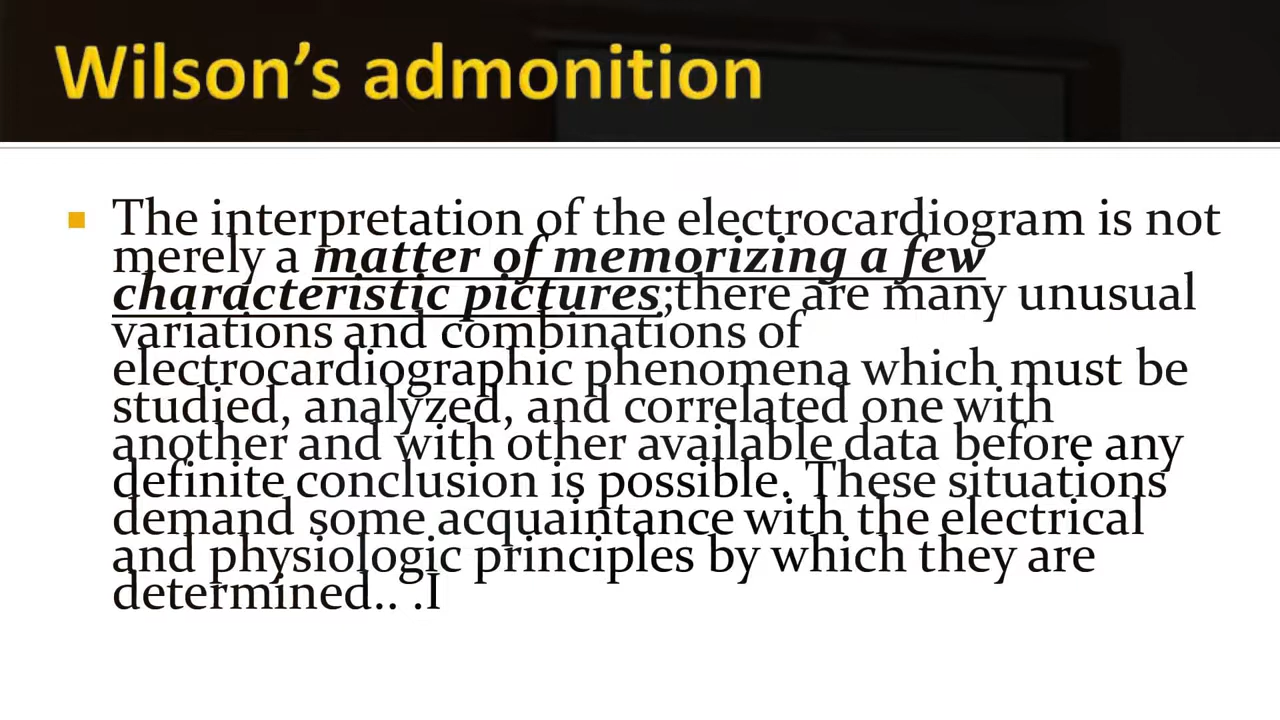 Wilson’s admonition
The interpretation of the electrocardiogram is not
merely a matter of memorizing a few
characteristic pictures;there are many unusual
variations and combinations of
electrocardiographic phenomena which must be
studied, analyzed, and correlated one with
another and with other available data before any
definite conclusion is possible. These situations
demand some acquaintance with the electrical
and physiologic principles by which they are
determined.. .I